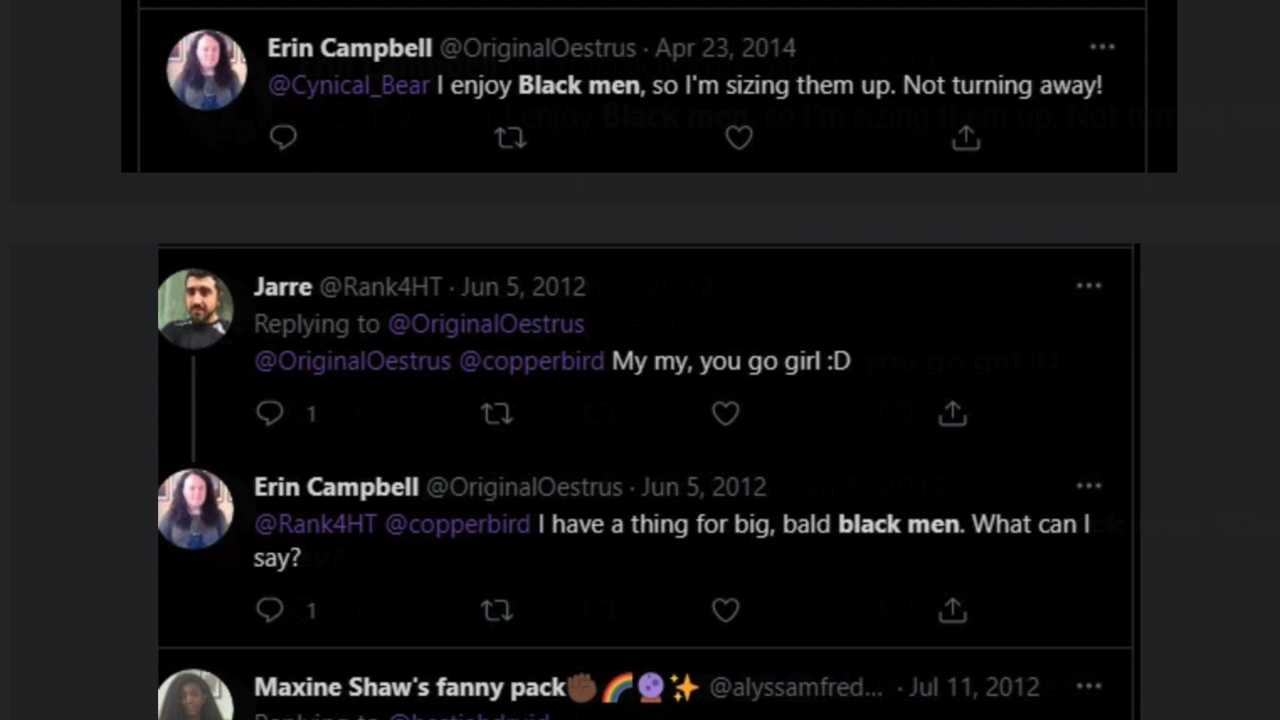 Erin Campbell @OriginalOestrus · Apr 23, 2014
@Cynical_Bear I enjoy Black men, so I'm sizing them up. Not turning away!
Jarre @Rank4HT · Jun 5, 2012
Replying to @OriginalOestrus
@OriginalOestrus @copperbird My my, you go girl :D
1
Erin Campbell @OriginalOestrus · Jun 5, 2012
@Rank4HT @copperbird I have a thing for big, bald black men. What can I
say?
1
Maxine Shaw's fanny pack✊🏾🌈🔮✨ @alyssamfred... · Jul 11, 2012
Replying to